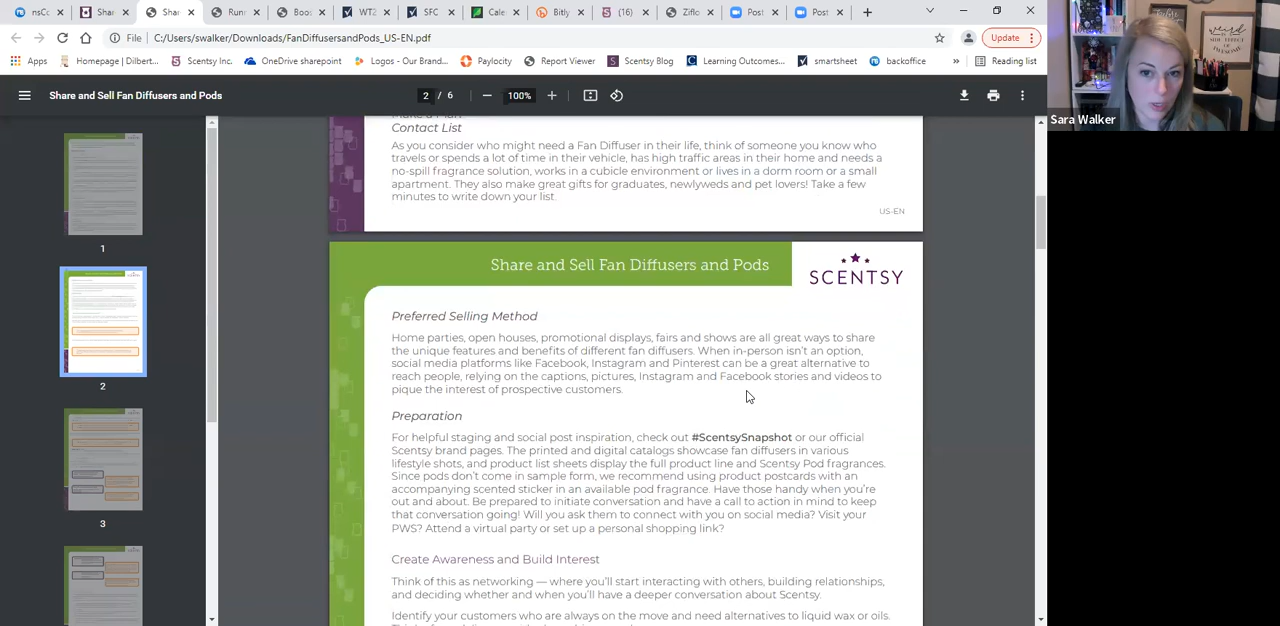 nsCo
Shar
Shar
Runr
Boos
WT2
SFC
Cale
Bitly
(16)
Ziflo
Post
Post
File
C:/Users/swalker/Downloads/FanDiffusersandPods_US-EN.pdf
Update
Apps
Homepage | Dilbert...
Scentsy Inc.
OneDrive sharepoint
Logos - Our Brand...
Paylocity
Report Viewer
Scentsy Blog
Learning Outcomes...
smartsheet
backoffice
»
Reading list
Share and Sell Fan Diffusers and Pods
2 / 6
100%
Sara Walker
1
2
3
Make a Plan
Contact List
As you consider who might need a Fan Diffuser in their life, think of someone you know who
travels or spends a lot of time in their vehicle, has high traffic areas in their home and needs a
no-spill fragrance solution, works in a cubicle environment or lives in a dorm room or a small
apartment. They also make great gifts for graduates, newlyweds and pet lovers! Take a few
minutes to write down your list.
US-EN
Share and Sell Fan Diffusers and Pods
SCENTSY
Preferred Selling Method
Home parties, open houses, promotional displays, fairs and shows are all great ways to share
the unique features and benefits of different fan diffusers. When in-person isn't an option,
social media platforms like Facebook, Instagram and Pinterest can be a great alternative to
reach people, relying on the captions, pictures, Instagram and Facebook stories and videos to
pique the interest of prospective customers.
Preparation
For helpful staging and social post inspiration, check out #ScentsySnapshot or our official
Scentsy brand pages. The printed and digital catalogs showcase fan diffusers in various
lifestyle shots, and product list sheets display the full product line and Scentsy Pod fragrances.
Since pods don't come in sample form, we recommend using product postcards with an
accompanying scented sticker in an available pod fragrance. Have those handy when you're
out and about. Be prepared to initiate conversation and have a call to action in mind to keep
that conversation going! Will you ask them to connect with you on social media? Visit your
PWS? Attend a virtual party or set up a personal shopping link?
Create Awareness and Build Interest
Think of this as networking — where you'll start interacting with others, building relationships,
and deciding whether and when you'll have a deeper conversation about Scentsy.
Identify your customers who are always on the move and need alternatives to liquid wax or oils.